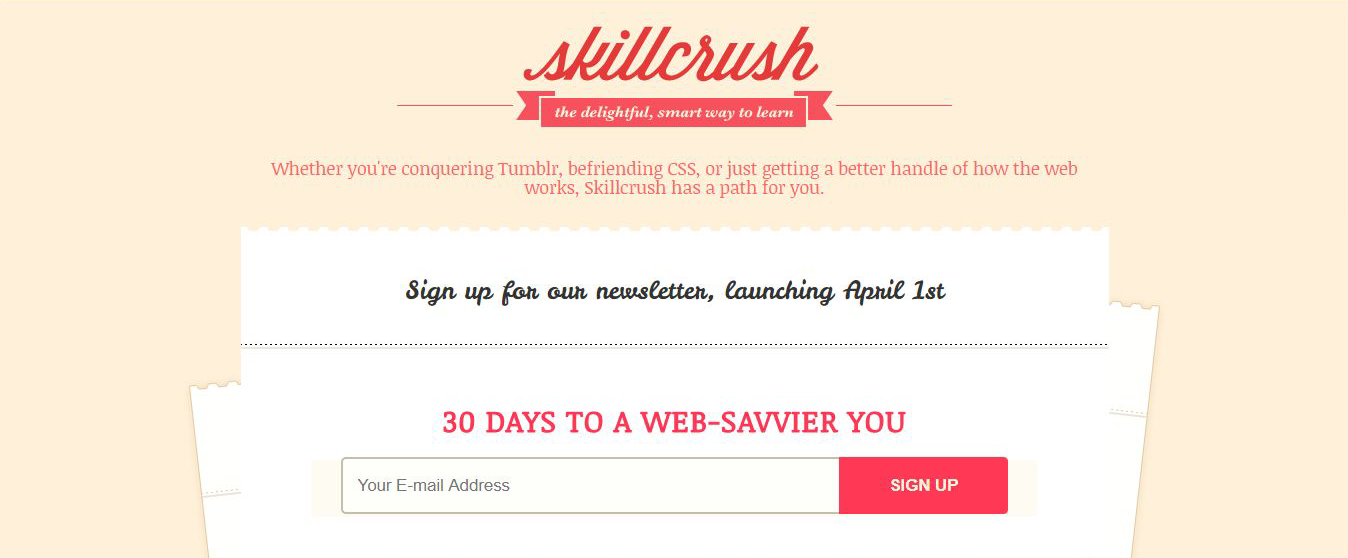 skillcrush
the delightful, smart way to learn
Whether you're conquering Tumblr, befriending CSS, or just getting a better handle of how the web
works, Skillcrush has a path for you.
Sign up for our newsletter, launching April 1st
30 DAYS TO A WEB-SAVVIER YOU
Your E-mail Address
SIGN UP